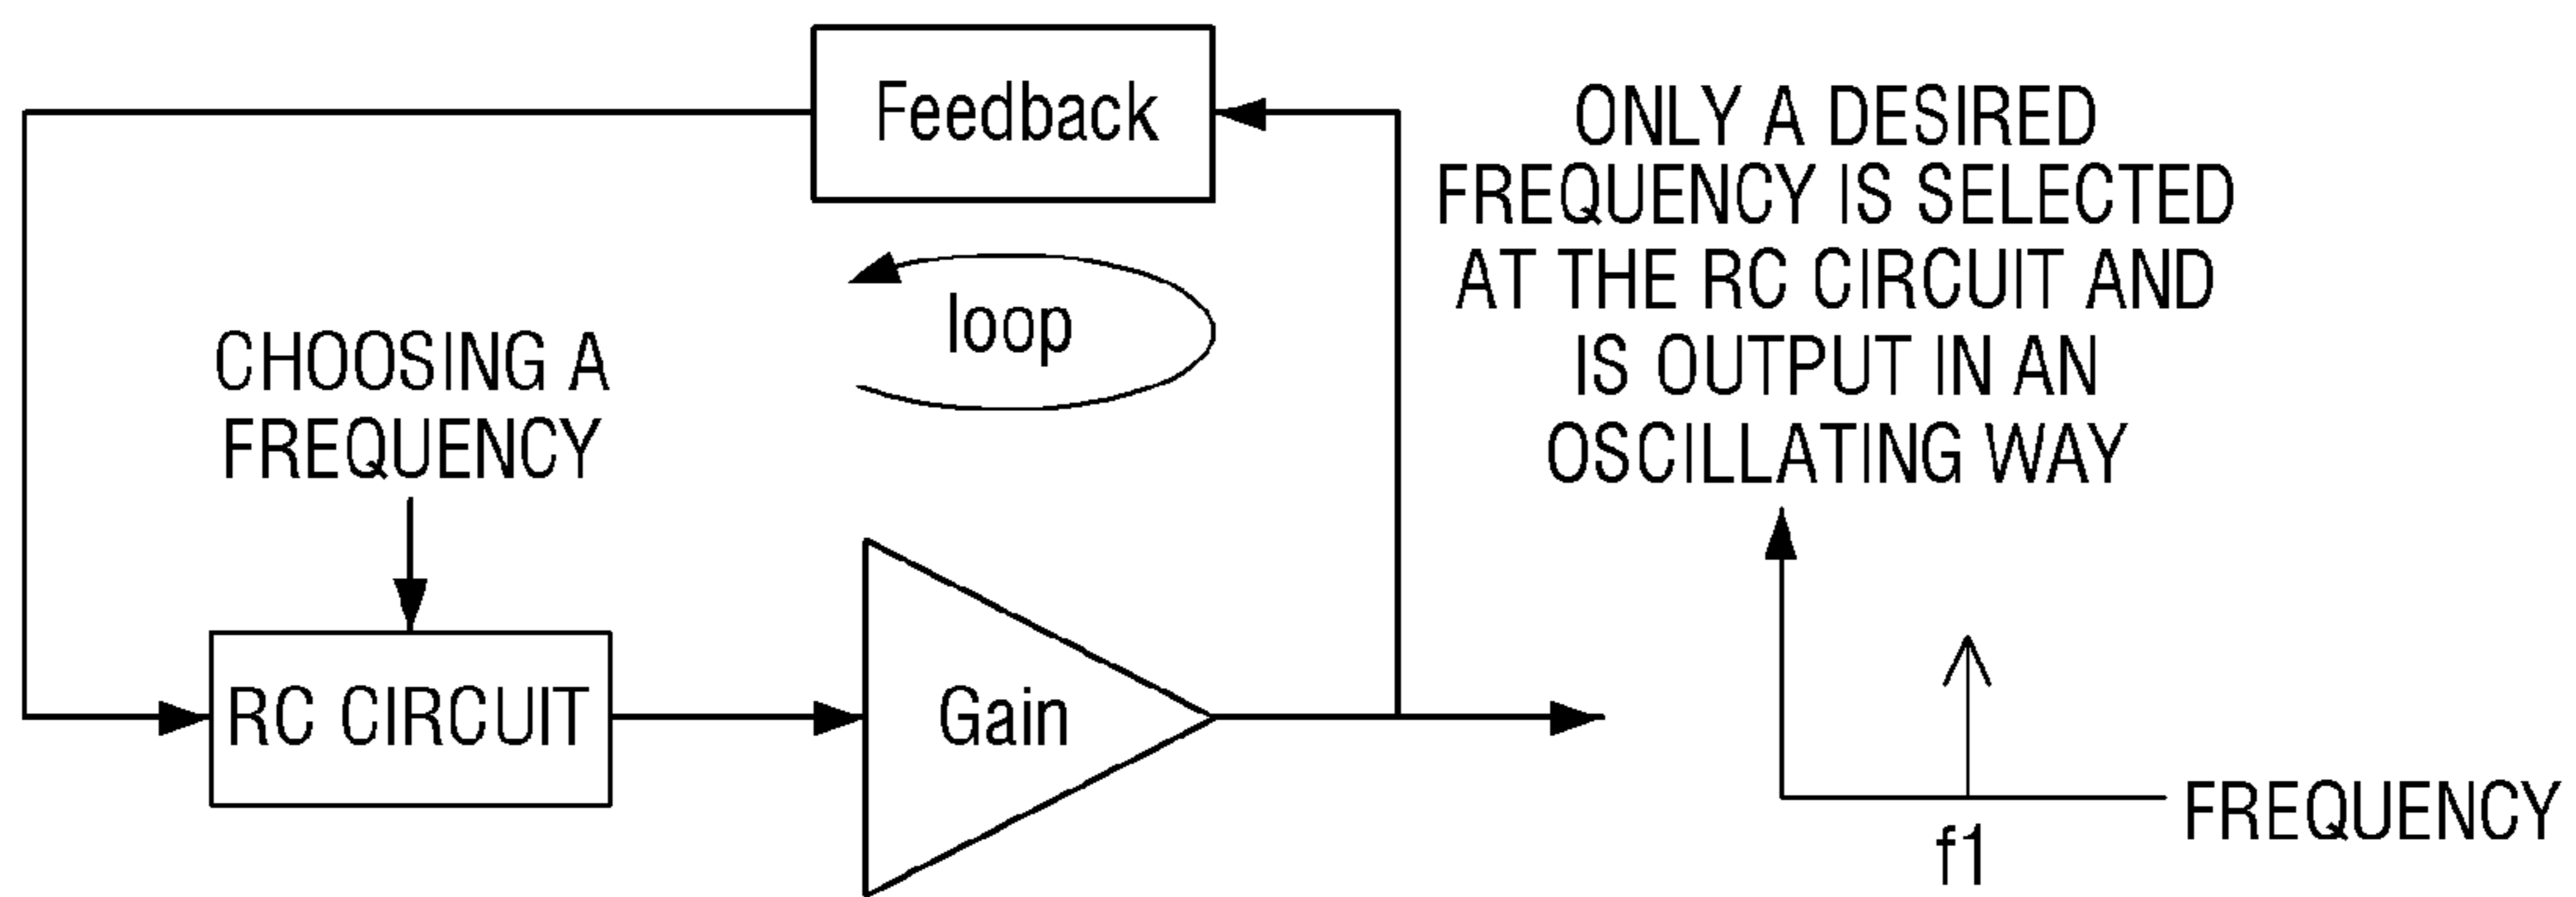 Feedback
ONLY A DESIRED
FREQUENCY IS SELECTED
AT THE RC CIRCUIT AND
IS OUTPUT IN AN
OSCILLATING WAY
loop
CHOOSING A
FREQUENCY
RC CIRCUIT
Gain
FREQUENCY
f1